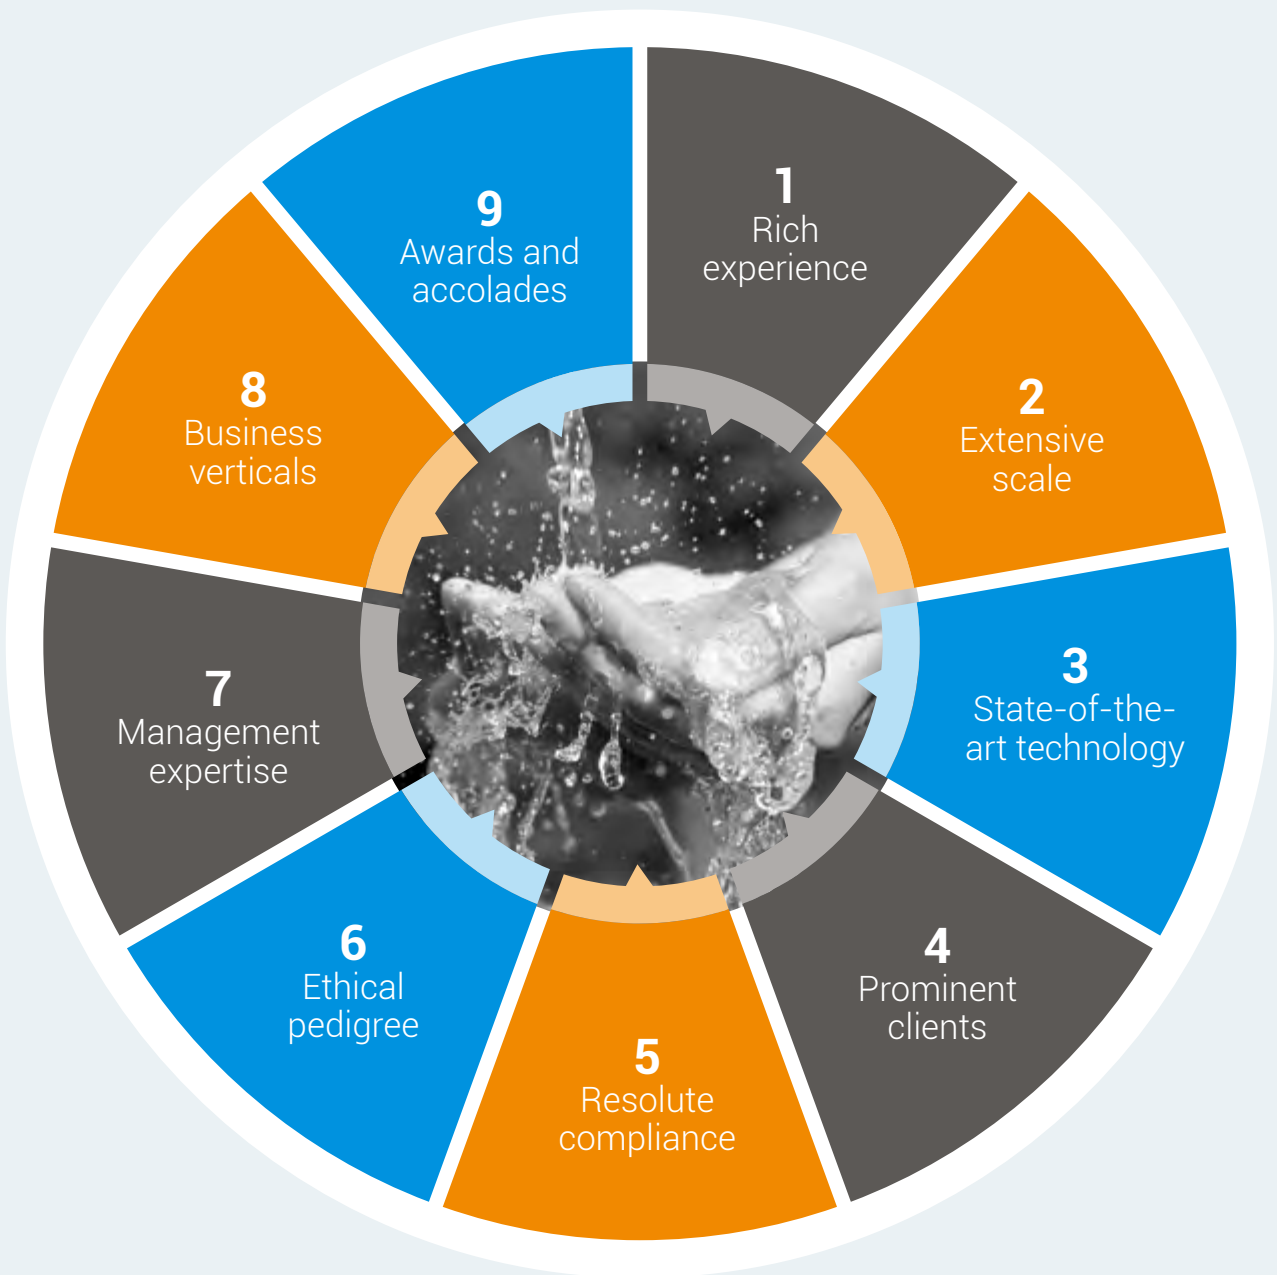 1
Rich
experience
2
Extensive
scale
3
State-of-the-
art technology
4
Prominent
clients
5
Resolute
compliance
6
Ethical
pedigree
7
Management
expertise
8
Business
verticals
9
Awards and
accolades